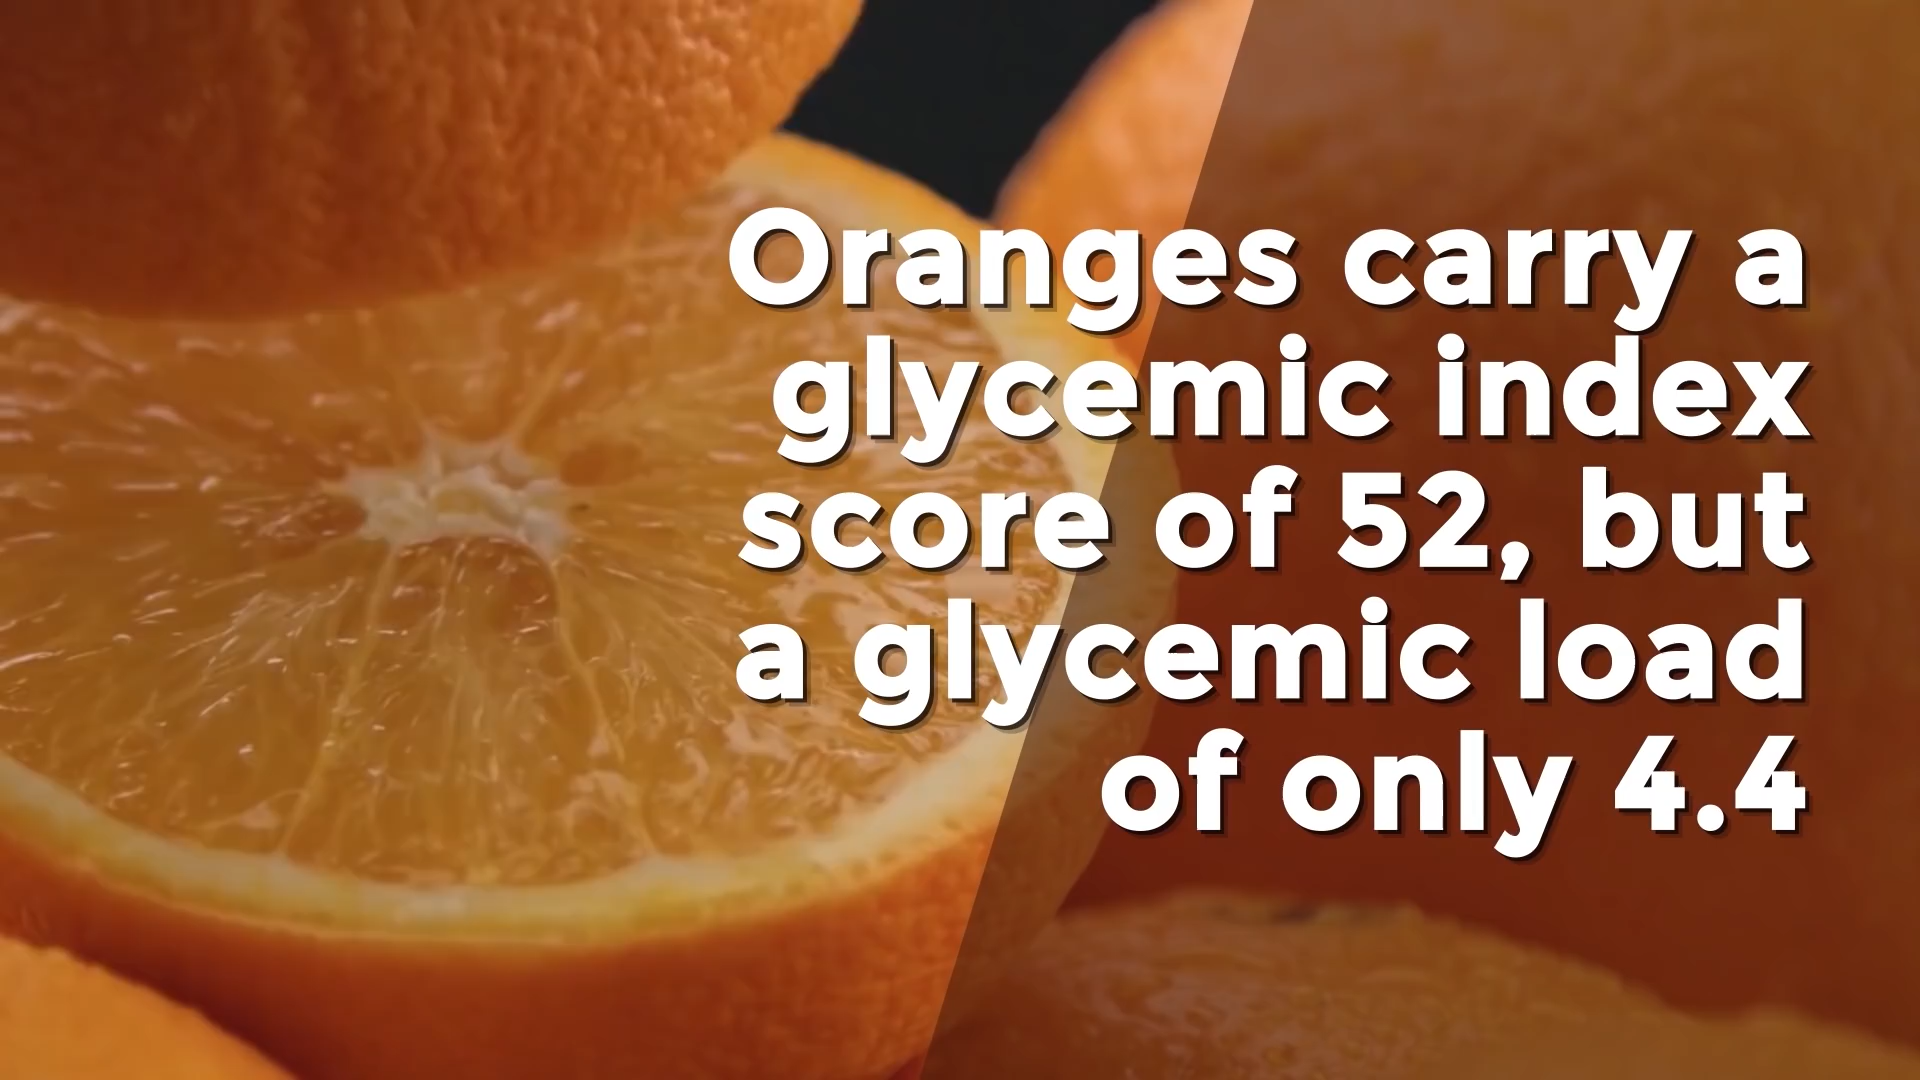 Oranges carry a
glycemic index
score of 52, but
a glycemic load
of only 4.4